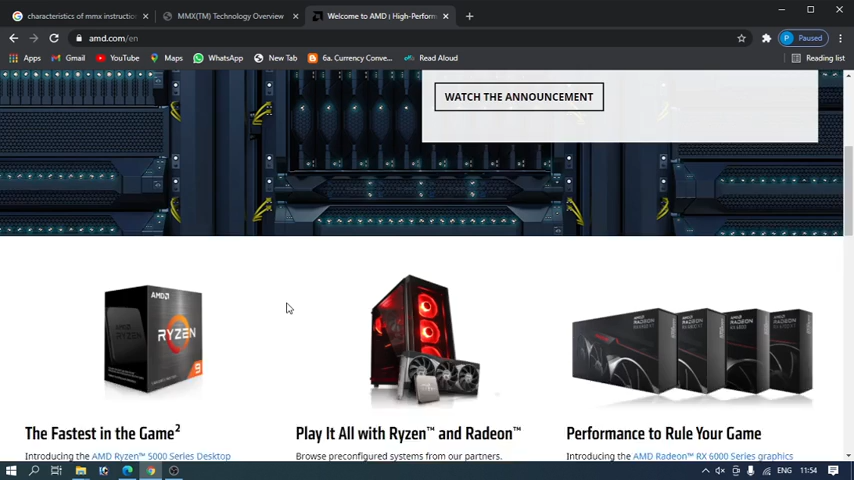 characteristics of mmx instruction
MMX(TM) Technology Overview
Welcome to AMD | High-Perform
amd.com/en
P Paused
Apps
Gmail
YouTube
Maps
WhatsApp
New Tab
6a. Currency Conve...
Read Aloud
Reading list
WATCH THE ANNOUNCEMENT
AMD
RYZEN
9
RADEON
The Fastest in the Game²
Play It All with Ryzen™ and Radeon™
Performance to Rule Your Game
Introducing the AMD Ryzen™ 5000 Series Desktop
Browse preconfigured systems from our partners.
Introducing the AMD Radeon™ RX 6000 Series graphics
ENG
11:54